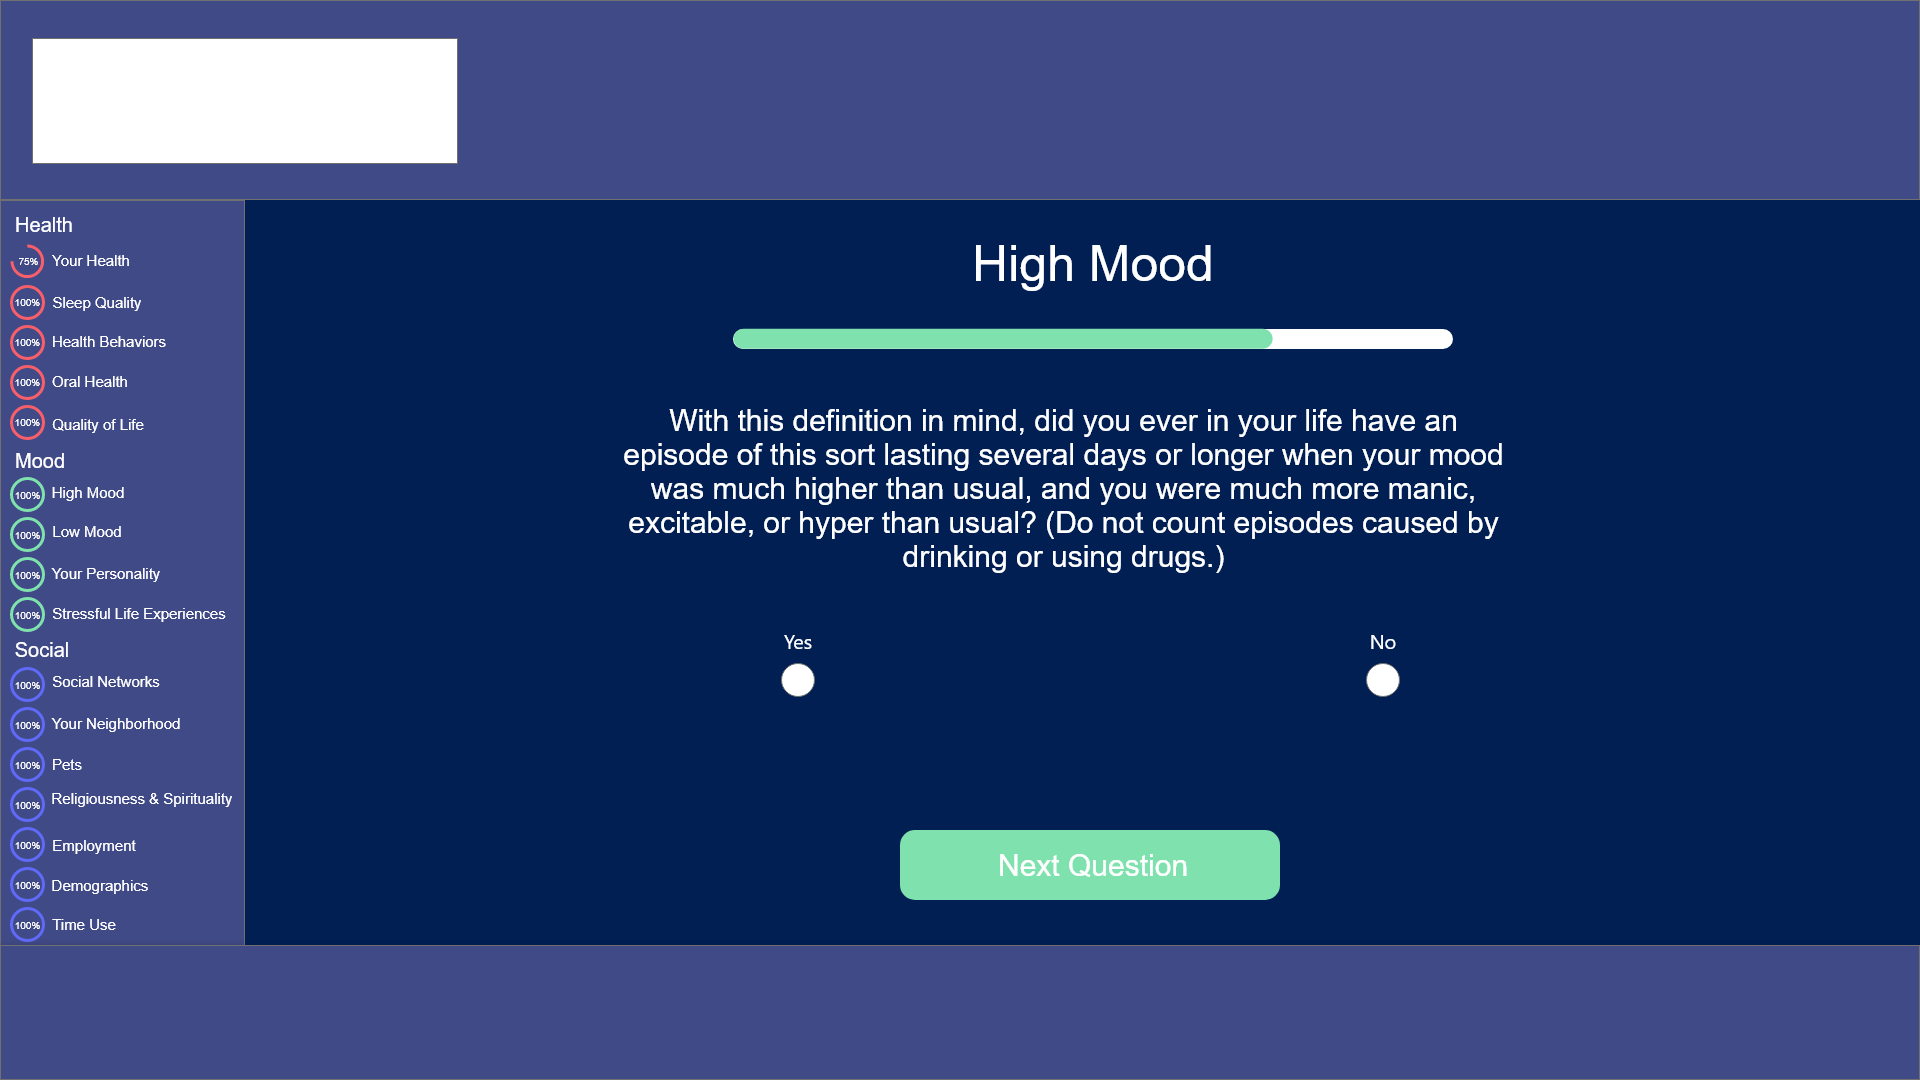 Health
75% Your Health
100% Sleep Quality
100% Health Behaviors
100% Oral Health
100% Quality of Life
Mood
100% High Mood
100% Low Mood
100% Your Personality
100% Stressful Life Experiences
Social
100% Social Networks
100% Your Neighborhood
100% Pets
100% Religiousness & Spirituality
100% Employment
100% Demographics
100% Time Use
High Mood
With this definition in mind, did you ever in your life have an
episode of this sort lasting several days or longer when your mood
was much higher than usual, and you were much more manic,
excitable, or hyper than usual? (Do not count episodes caused by
drinking or using drugs.)
Yes No
Next Question